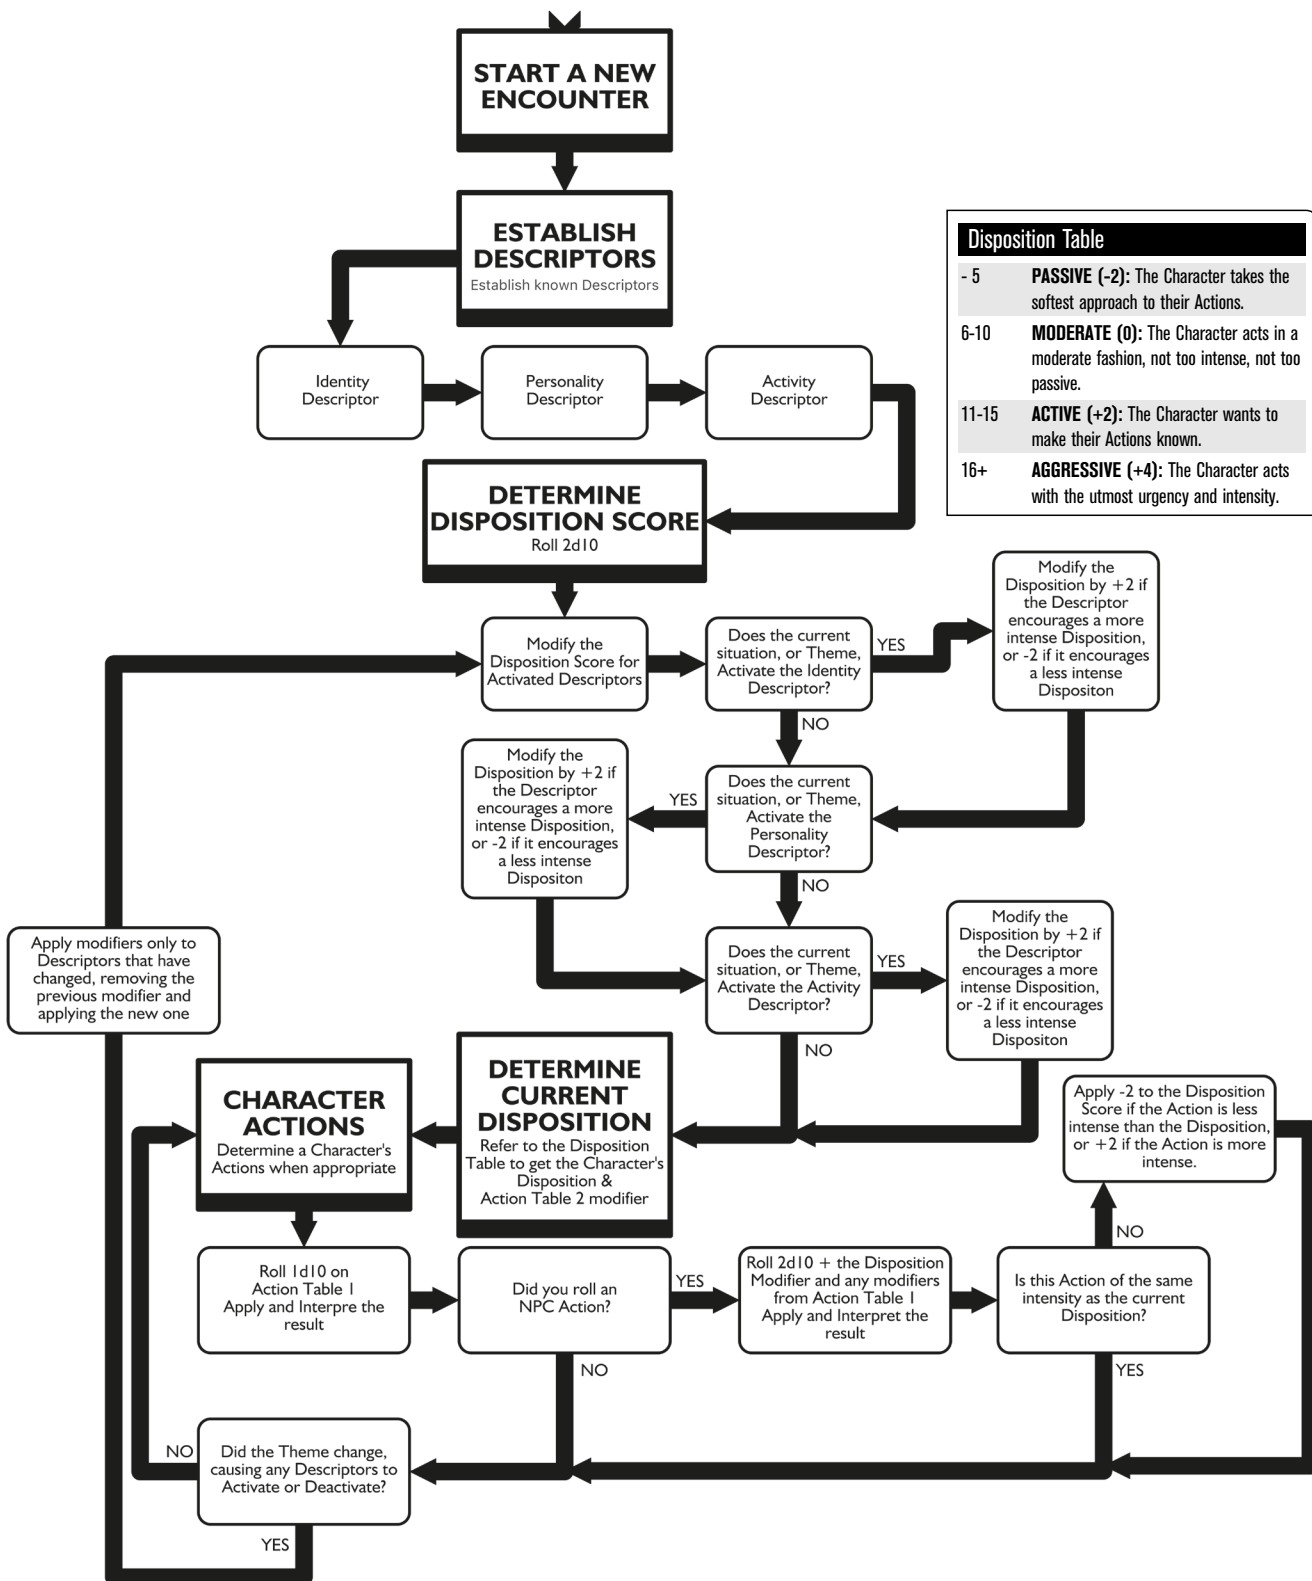 START A NEW
ENCOUNTER
ESTABLISH
DESCRIPTORS
Establish known Descriptors
Disposition Table
- 5 PASSIVE (-2): The Character takes the
softest approach to their Actions.
6-10 MODERATE (0): The Character acts in a
moderate fashion, not too intense, not too
passive.
11-15 ACTIVE (+2): The Character wants to
make their Actions known.
16+ AGGRESSIVE (+4): The Character acts
with the utmost urgency and intensity.
Identity
Descriptor
Personality
Descriptor
Activity
Descriptor
DETERMINE
DISPOSITION SCORE
Roll 2d10
Modify the
Disposition Score for
Activated Descriptors
Does the current
situation, or Theme,
Activate the Identity
Descriptor?
YES
Modify the
Disposition by +2 if
the Descriptor
encourages a more
intense Disposition,
or -2 if it encourages
a less intense
Dispositon
NO
Does the current
situation, or Theme,
Activate the
Personality
Descriptor?
YES
Modify the
Disposition by +2 if
the Descriptor
encourages a more
intense Disposition,
or -2 if it encourages
a less intense
Dispositon
NO
Does the current
situation, or Theme,
Activate the Activity
Descriptor?
YES
Modify the
Disposition by +2 if
the Descriptor
encourages a more
intense Disposition,
or -2 if it encourages
a less intense
Dispositon
NO
Apply modifiers only to
Descriptors that have
changed, removing the
previous modifier and
applying the new one
DETERMINE
CURRENT
DISPOSITION
Refer to the Disposition
Table to get the Character's
Disposition &
Action Table 2 modifier
CHARACTER
ACTIONS
Determine a Character's
Actions when appropriate
Apply -2 to the Disposition
Score if the Action is less
intense than the Disposition,
or +2 if the Action is more
intense.
NO
Roll 1d10 on
Action Table 1
Apply and Interpre the
result
Did you roll an
NPC Action?
YES
Roll 2d10 + the Disposition
Modifier and any modifiers
from Action Table 1
Apply and Interpret the
result
Is this Action of the same
intensity as the current
Disposition?
NO
YES
NO
Did the Theme change,
causing any Descriptors to
Activate or Deactivate?
YES